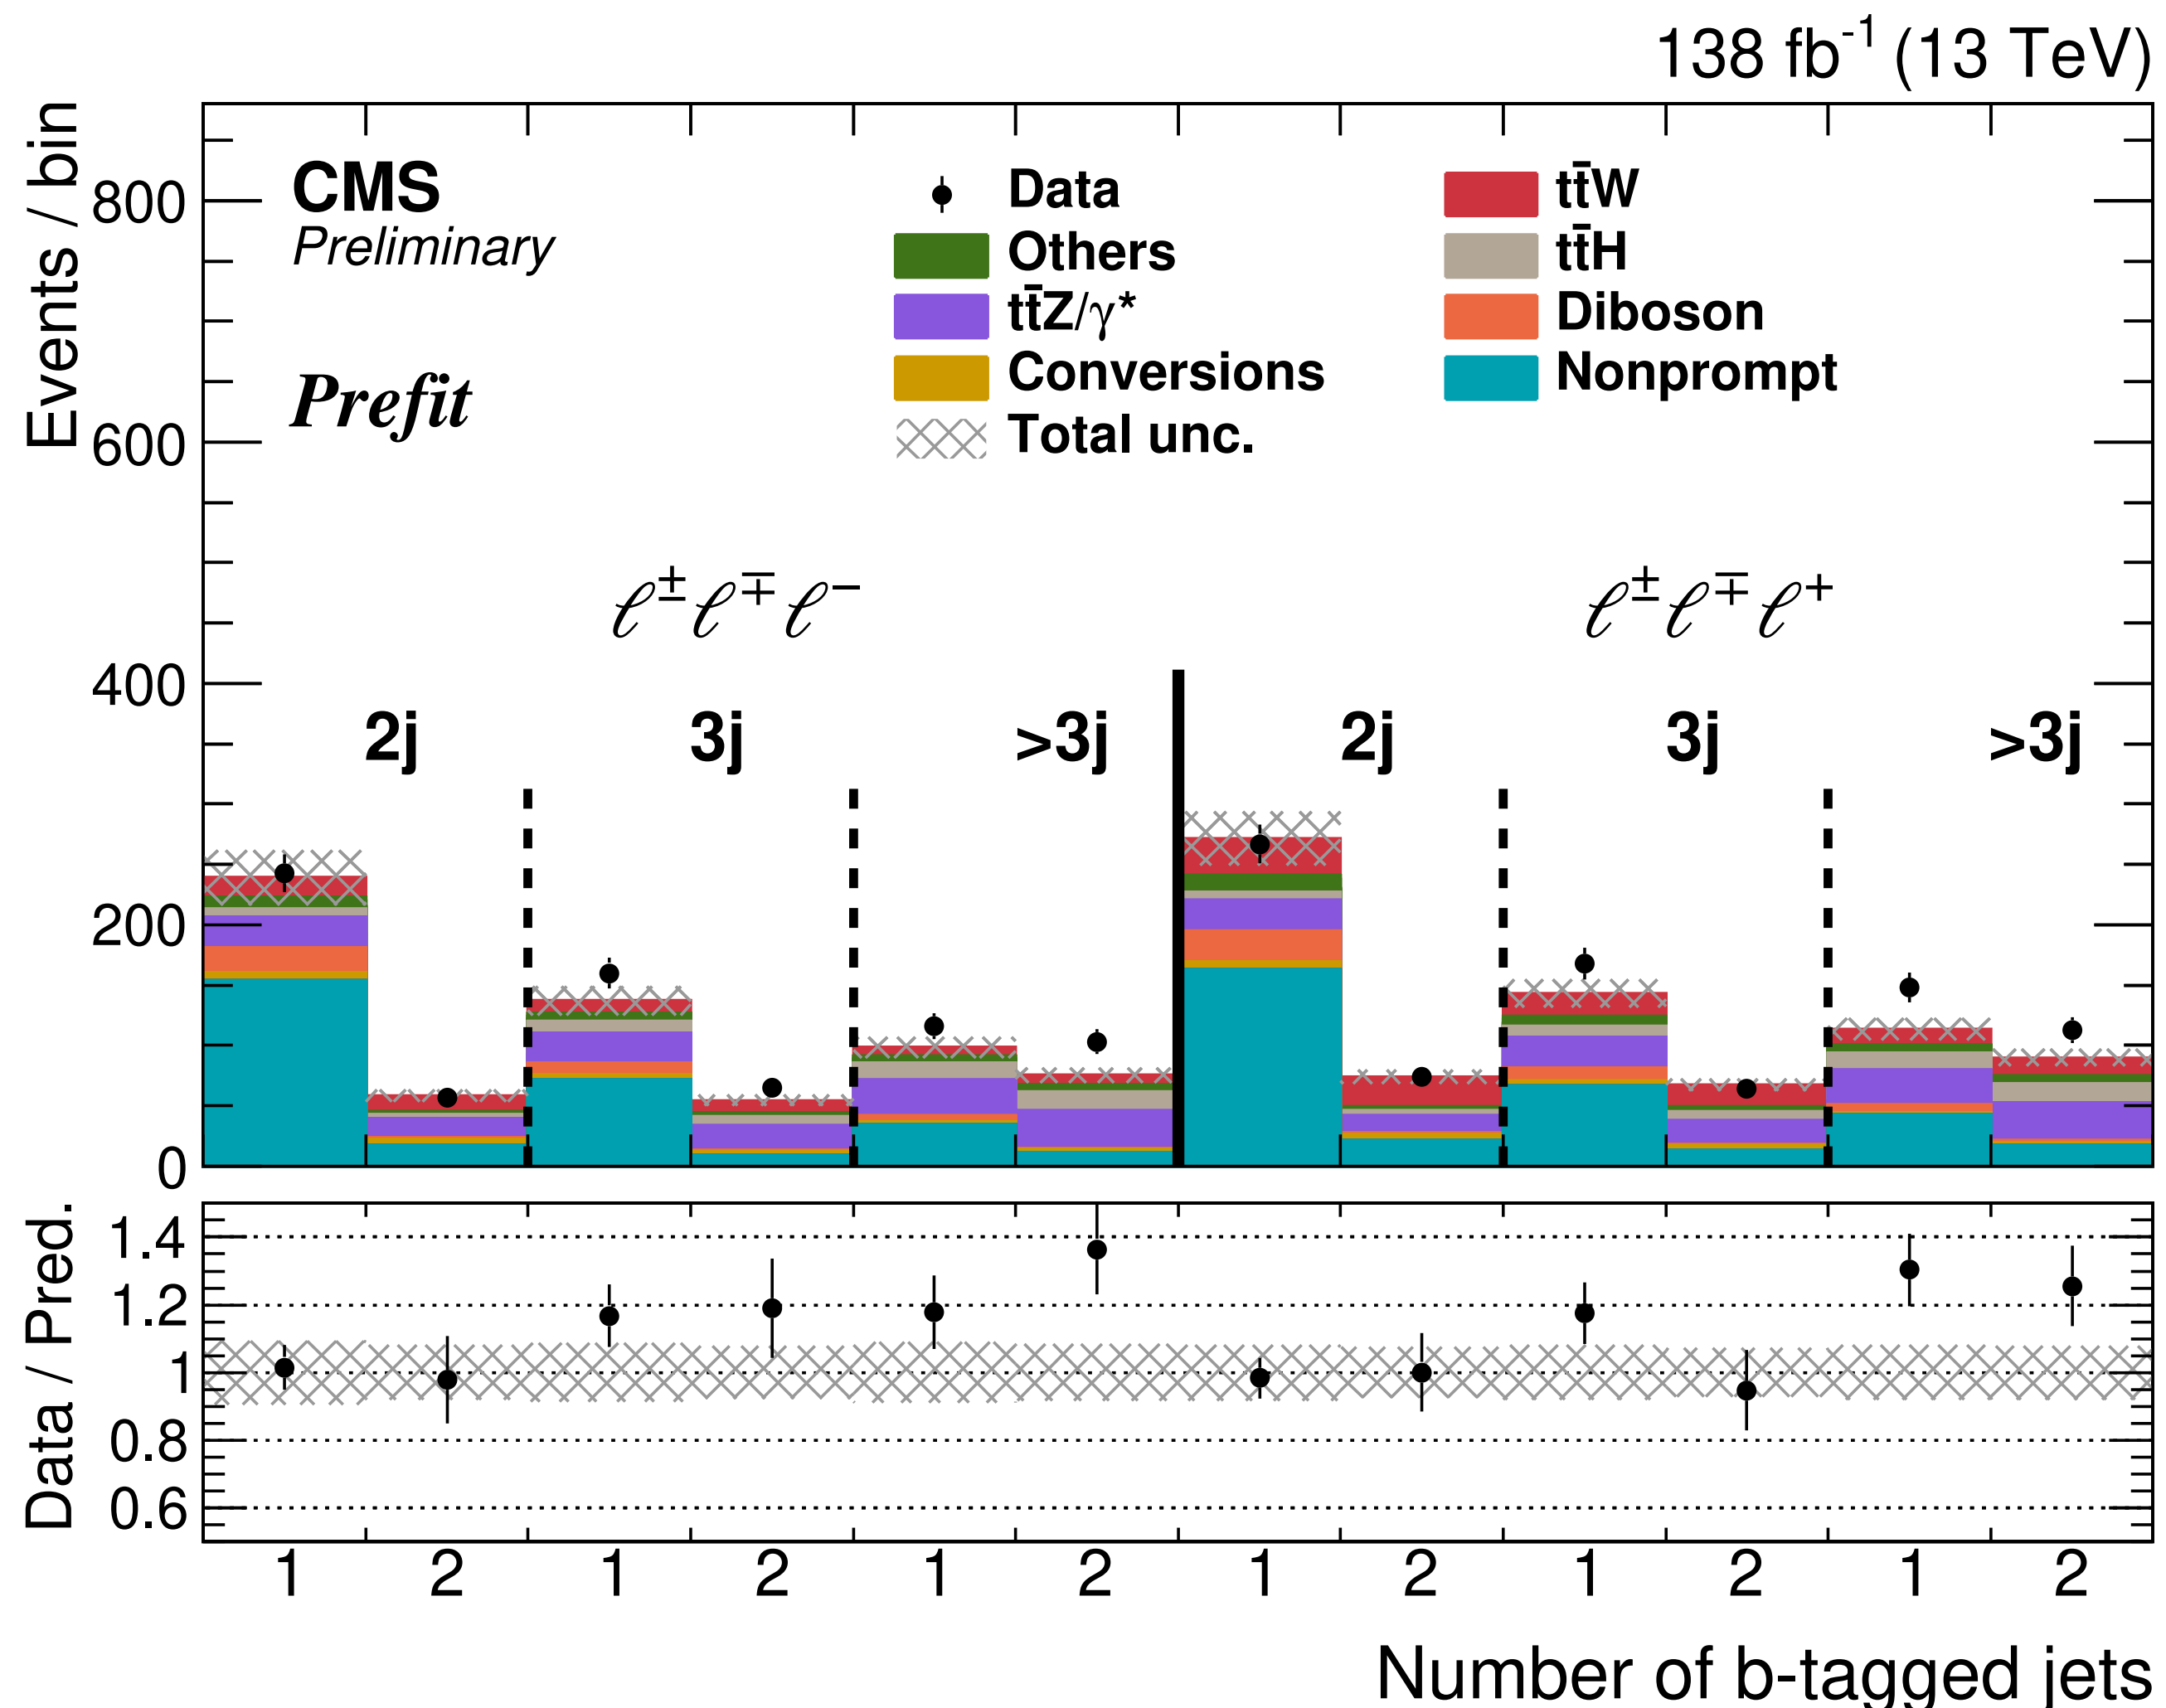 138 fb-1 (13 TeV)
Events / bin
800
600
400
200
0
CMS
Preliminary
Prefit
Data
tt̄W
Others
tt̄H
tt̄Z/γ*
Diboson
Conversions
Nonprompt
Total unc.
ℓ±ℓ∓ℓ−
ℓ±ℓ∓ℓ+
2j 3j >3j 2j 3j >3j
Data / Pred.
1.4
1.2
1
0.8
0.6
1 2 1 2 1 2 1 2 1 2 1 2
Number of b-tagged jets